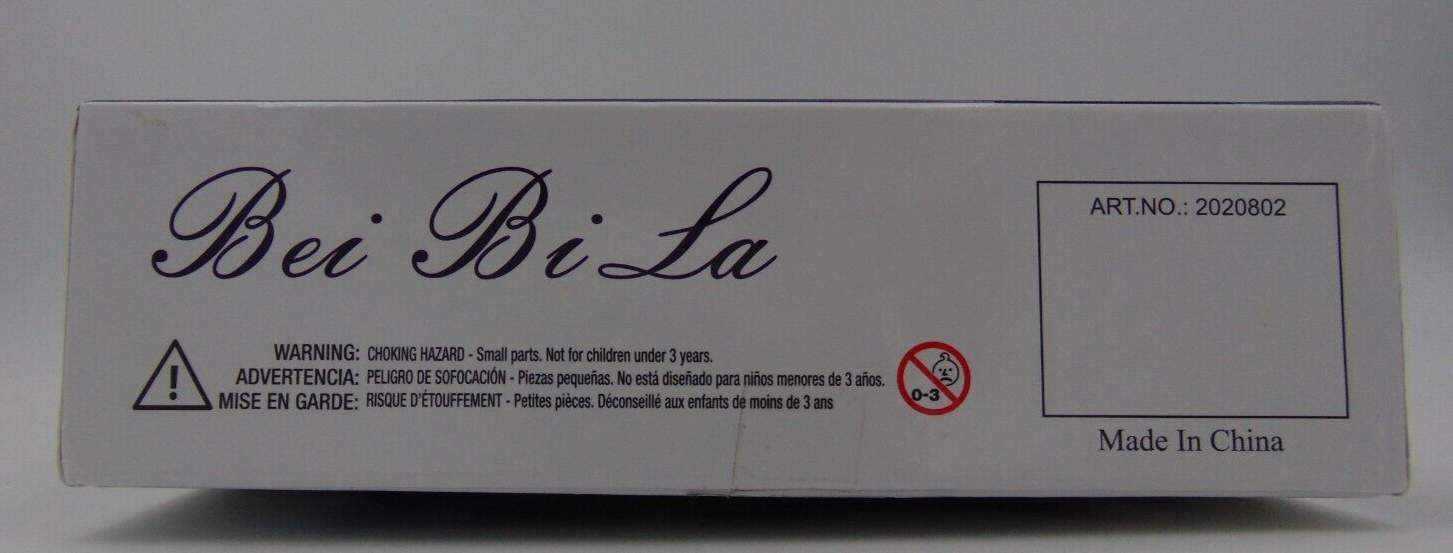 Bei Bi La
WARNING: CHOKING HAZARD - Small parts. Not for children under 3 years.
ADVERTENCIA: PELIGRO DE SOFOCACIÓN - Piezas pequeñas. No está diseñado para niños menores de 3 años.
MISE EN GARDE: RISQUE D'ÉTOUFFEMENT - Petites pièces. Déconseillé aux enfants de moins de 3 ans
0-3
ART.NO.: 2020802
Made In China